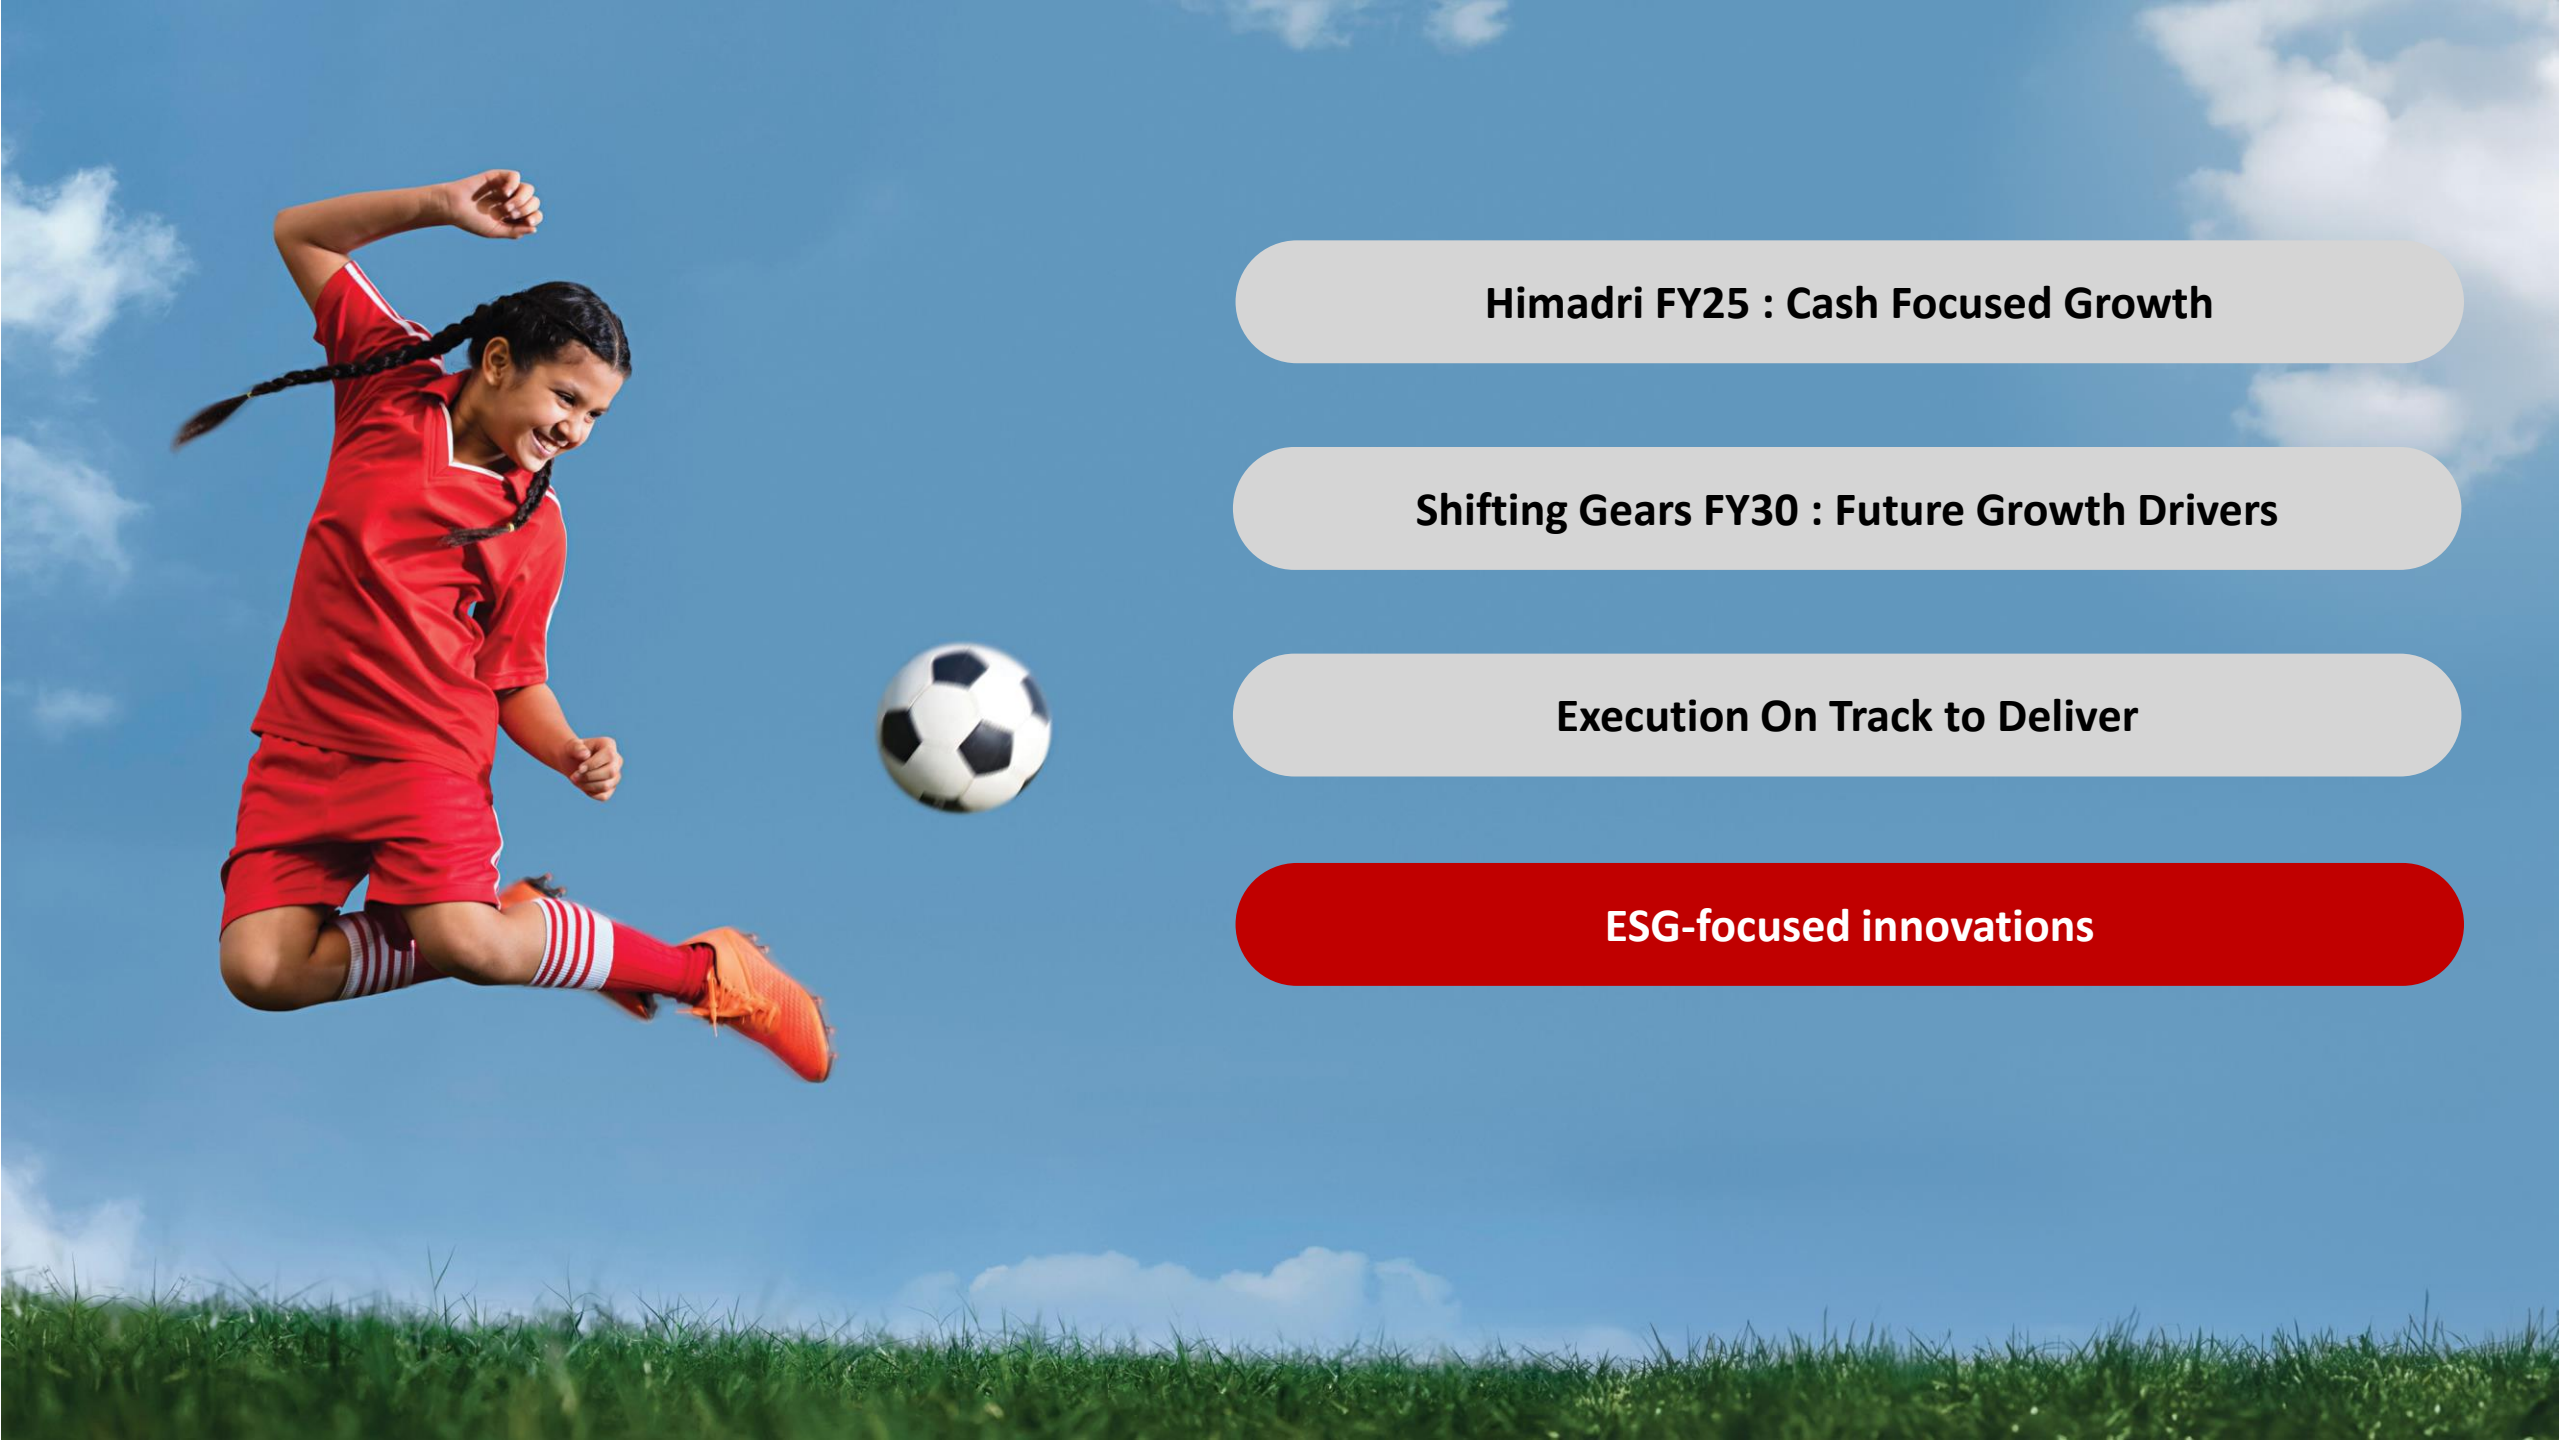 Himadri FY25 : Cash Focused Growth
Shifting Gears FY30 : Future Growth Drivers
Execution On Track to Deliver
ESG-focused innovations